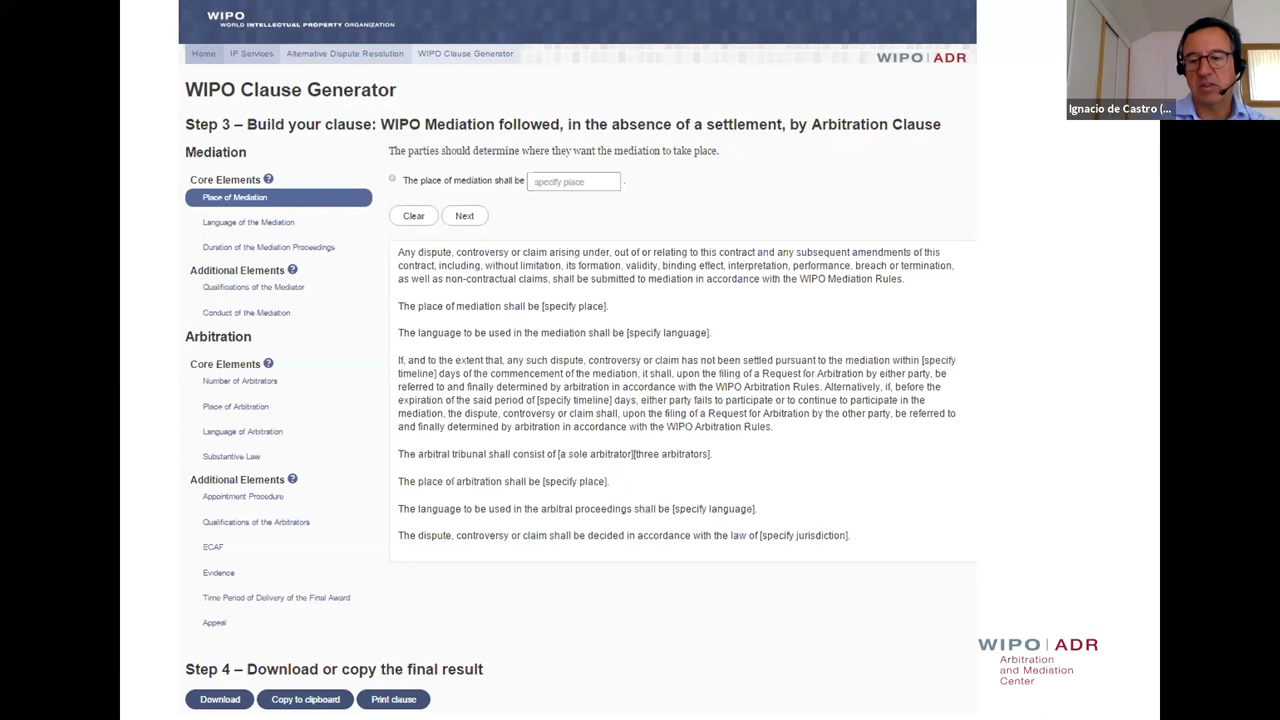 WIPO
WORLD INTELLECTUAL PROPERTY ORGANIZATION
Home IP Services Alternative Dispute Resolution WIPO Clause Generator
WIPO | ADR
WIPO Clause Generator
Step 3 – Build your clause: WIPO Mediation followed, in the absence of a settlement, by Arbitration Clause
Mediation
Core Elements ?
Place of Mediation
Language of the Mediation
Duration of the Mediation Proceedings
Additional Elements ?
Qualifications of the Mediator
Conduct of the Mediation
Arbitration
Core Elements ?
Number of Arbitrators
Place of Arbitration
Language of Arbitration
Substantive Law
Additional Elements ?
Appointment Procedure
Qualifications of the Arbitrators
ECAF
Evidence
Time Period of Delivery of the Final Award
Appeal
The parties should determine where they want the mediation to take place.
The place of mediation shall be specify place .
Clear Next
Any dispute, controversy or claim arising under, out of or relating to this contract and any subsequent amendments of this
contract, including, without limitation, its formation, validity, binding effect, interpretation, performance, breach or termination,
as well as non-contractual claims, shall be submitted to mediation in accordance with the WIPO Mediation Rules.
The place of mediation shall be [specify place].
The language to be used in the mediation shall be [specify language].
If, and to the extent that, any such dispute, controversy or claim has not been settled pursuant to the mediation within [specify
timeline] days of the commencement of the mediation, it shall, upon the filing of a Request for Arbitration by either party, be
referred to and finally determined by arbitration in accordance with the WIPO Arbitration Rules. Alternatively, if, before the
expiration of the said period of [specify timeline] days, either party fails to participate or to continue to participate in the
mediation, the dispute, controversy or claim shall, upon the filing of a Request for Arbitration by the other party, be referred to
and finally determined by arbitration in accordance with the WIPO Arbitration Rules.
The arbitral tribunal shall consist of [a sole arbitrator][three arbitrators].
The place of arbitration shall be [specify place].
The language to be used in the arbitral proceedings shall be [specify language].
The dispute, controversy or claim shall be decided in accordance with the law of [specify jurisdiction].
Step 4 – Download or copy the final result
Download Copy to clipboard Print clause
Ignacio de Castro (...
WIPO | ADR
Arbitration
and Mediation
Center